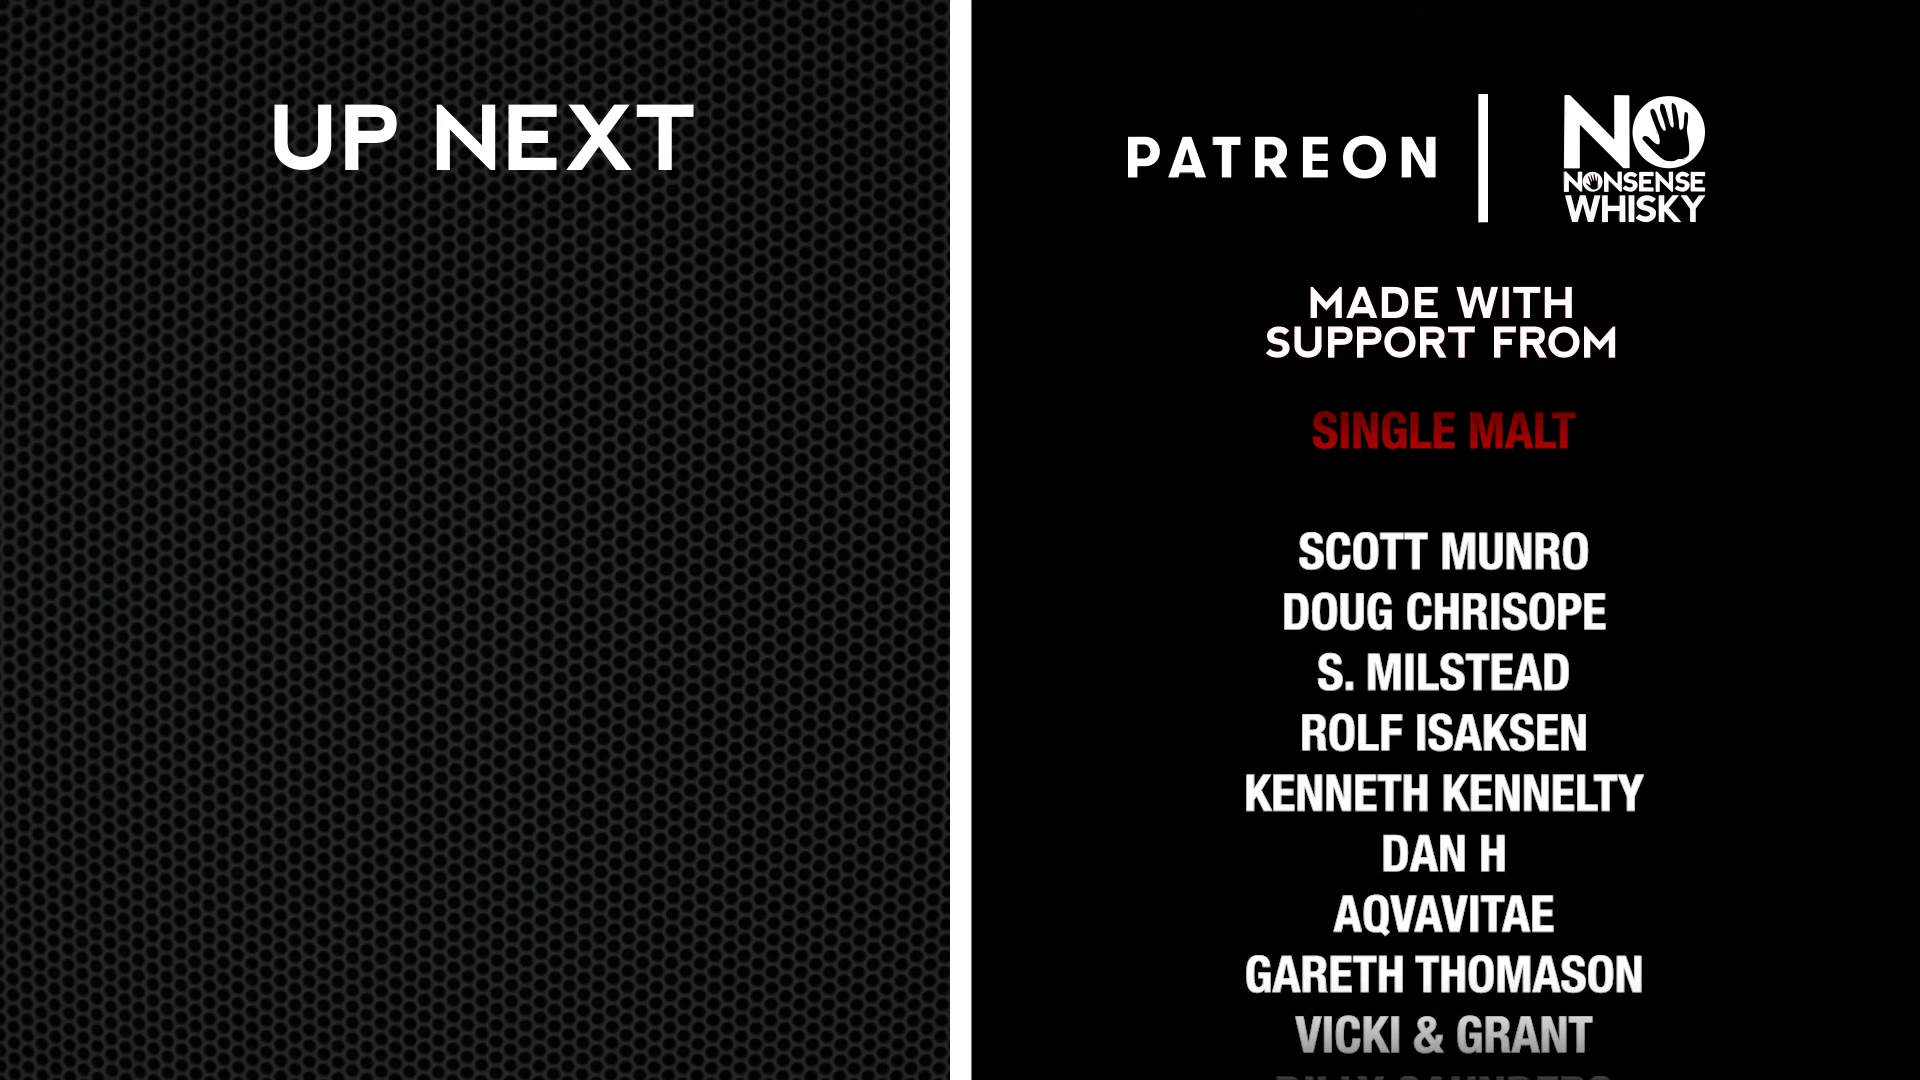 UP NEXT
PATREON
NO
NONSENSE
WHISKY
MADE WITH
SUPPORT FROM
SINGLE MALT
SCOTT MUNRO
DOUG CHRISOPE
S. MILSTEAD
ROLF ISAKSEN
KENNETH KENNELTY
DAN H
AQVAVITAE
GARETH THOMASON
VICKI & GRANT